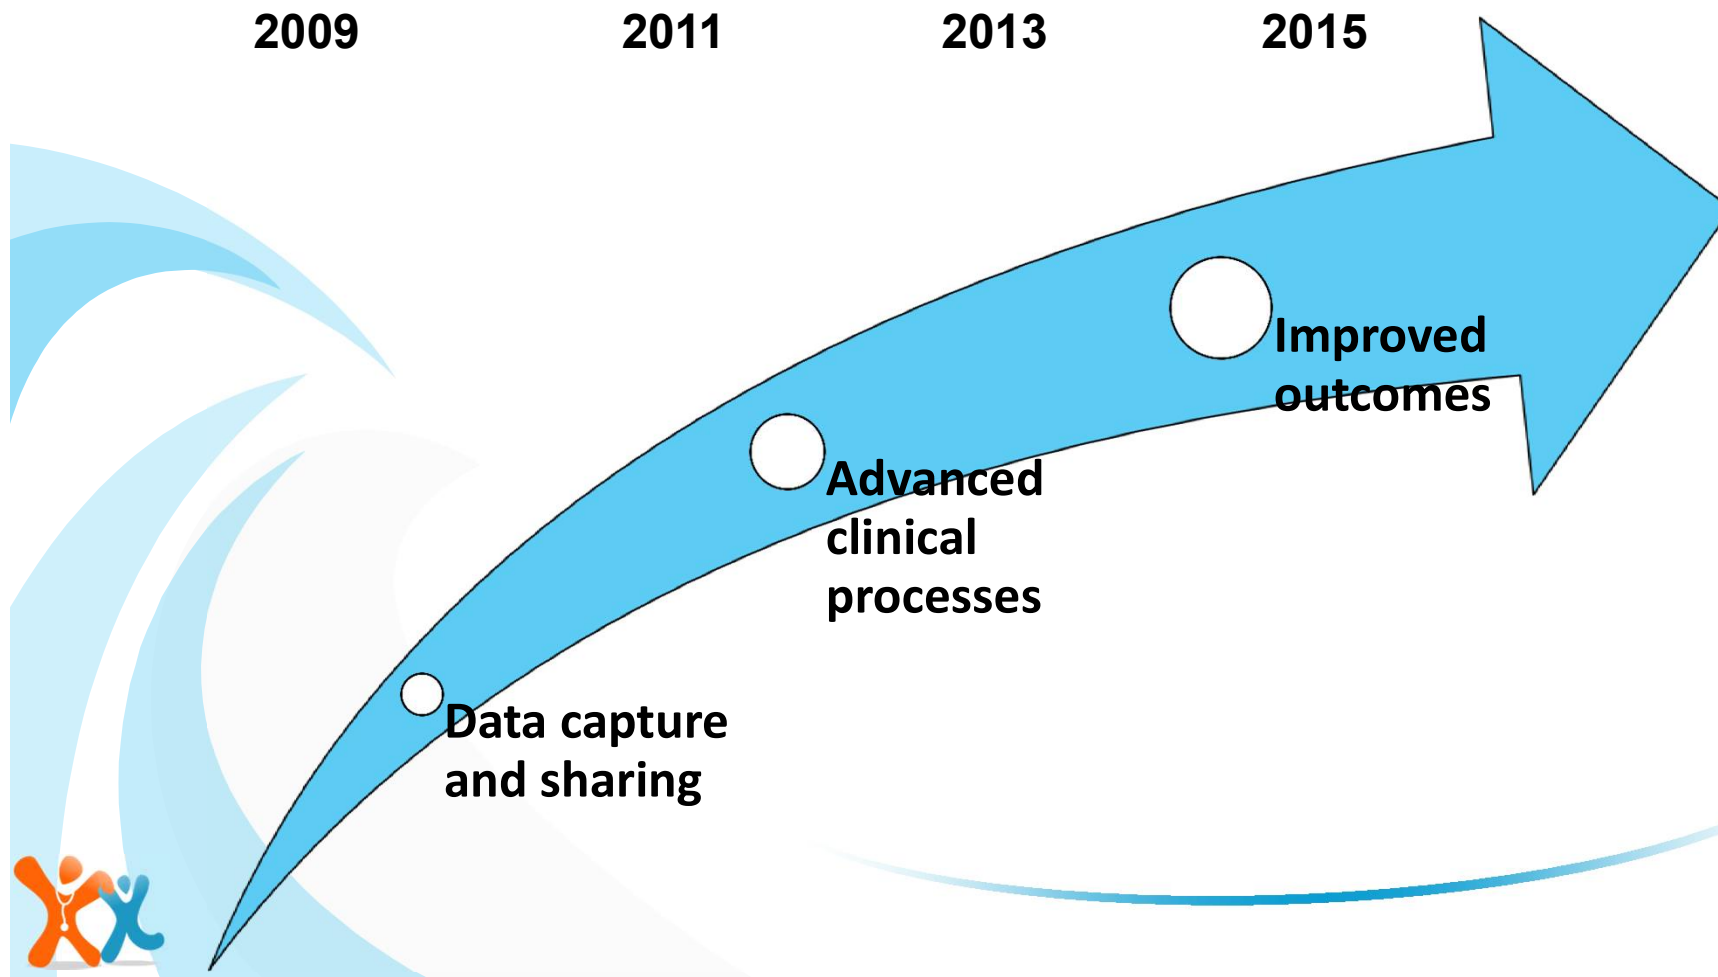 2009 2011 2013 2015
Improved
outcomes
Advanced
clinical
processes
Data capture
and sharing